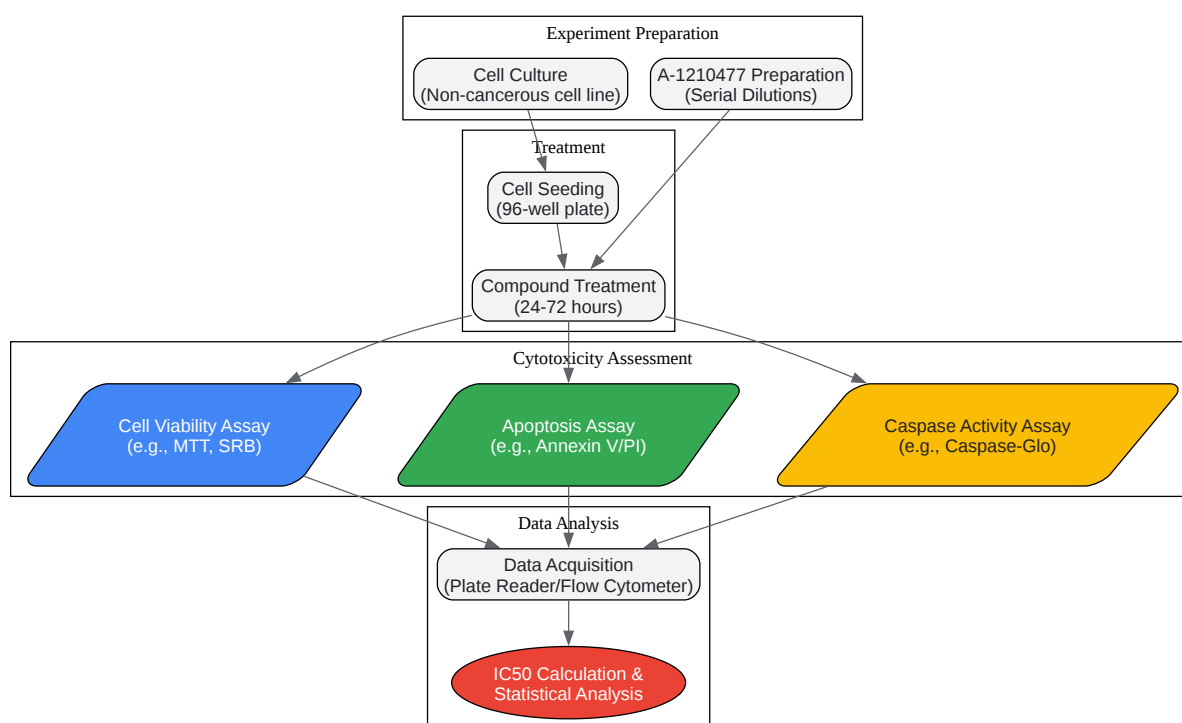 Experiment Preparation
Cell Culture
(Non-cancerous cell line)
A-1210477 Preparation
(Serial Dilutions)
Treatment
Cell Seeding
(96-well plate)
Compound Treatment
(24-72 hours)
Cytotoxicity Assessment
Cell Viability Assay
(e.g., MTT, SRB)
Apoptosis Assay
(e.g., Annexin V/PI)
Caspase Activity Assay
(e.g., Caspase-Glo)
Data Analysis
Data Acquisition
(Plate Reader/Flow Cytometer)
IC50 Calculation &
Statistical Analysis